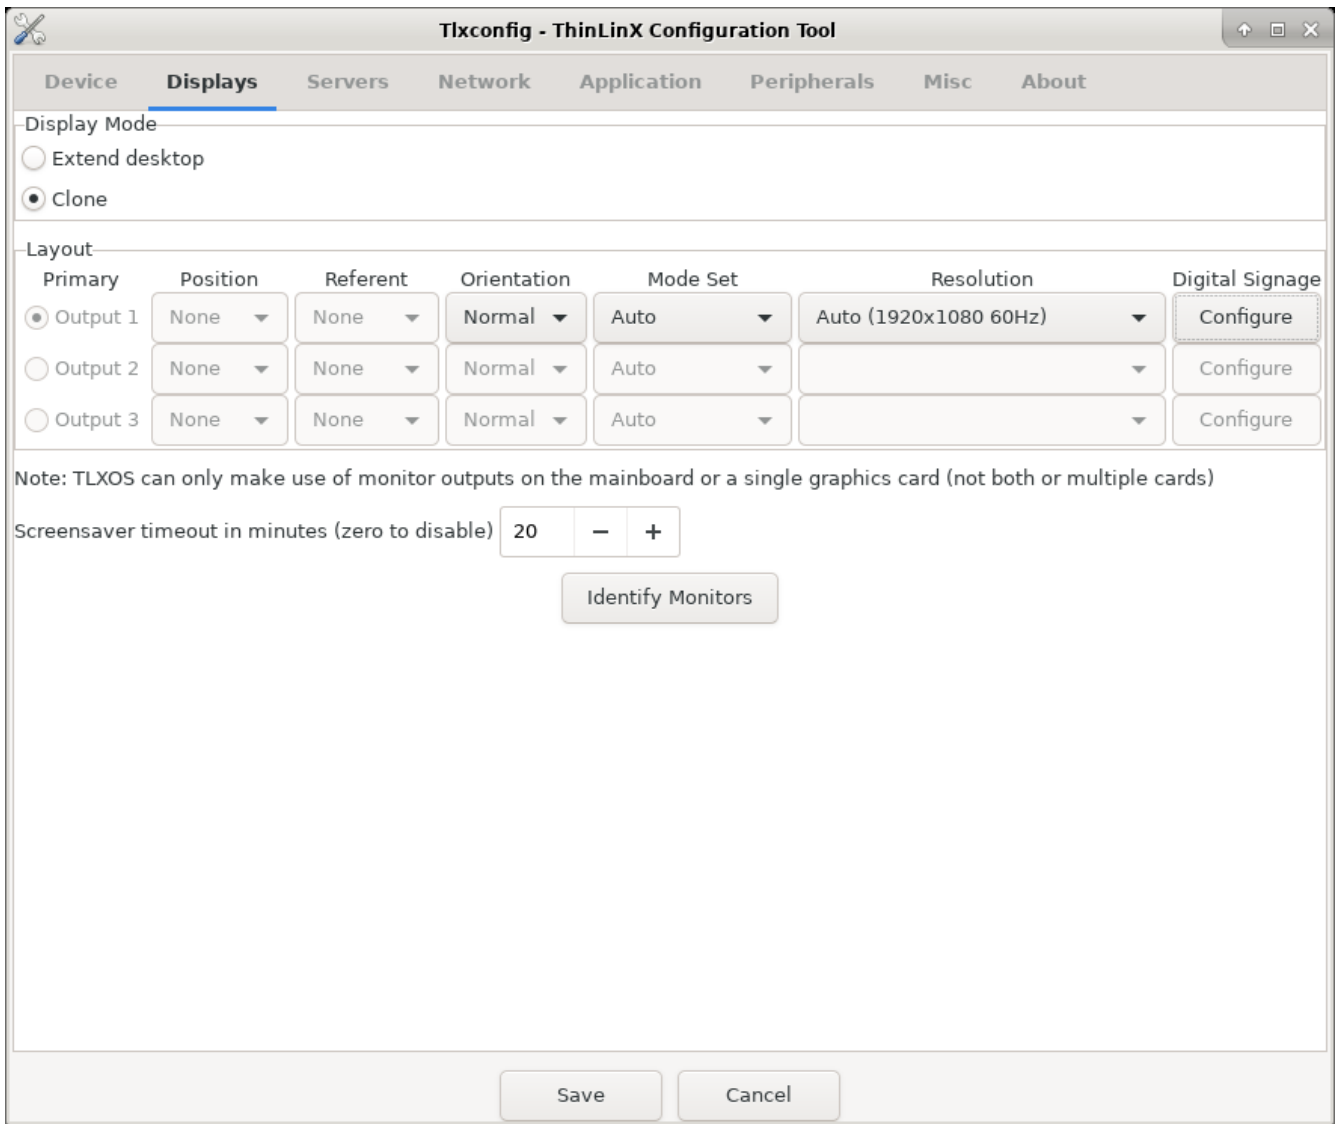 Tlxconfig - ThinLinX Configuration Tool
Device Displays Servers Network Application Peripherals Misc About
Display Mode
Extend desktop
Clone
Layout
Primary Position Referent Orientation Mode Set Resolution Digital Signage
Output 1 None None Normal Auto Auto (1920x1080 60Hz) Configure
Output 2 None None Normal Auto Configure
Output 3 None None Normal Auto Configure
Note: TLXOS can only make use of monitor outputs on the mainboard or a single graphics card (not both or multiple cards)
Screensaver timeout in minutes (zero to disable) 20 − +
Identify Monitors
Save Cancel